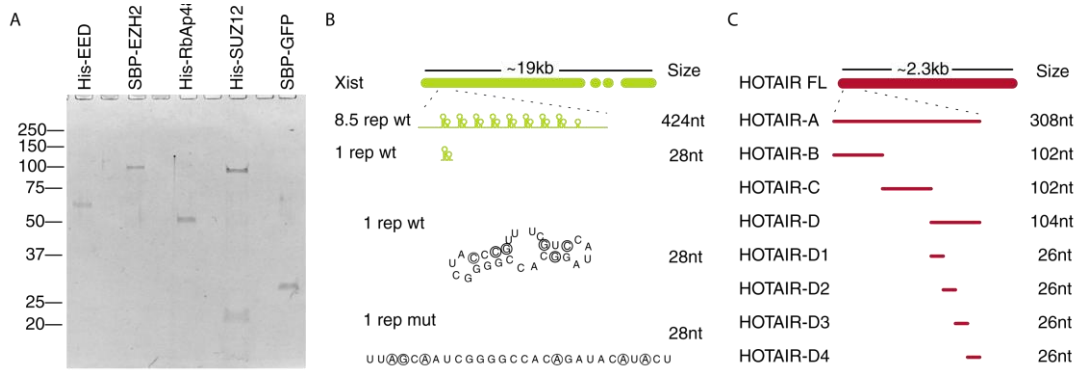 A
His-EED
SBP-EZH2
His-RbAp4
His-SUZ12
SBP-GFP
250
150
100
75
50
37
25
20
B
~19kb
Size
Xist
8.5 rep wt
424nt
1 rep wt
28nt
1 rep wt
U U U C G U C C A
U A C C G
C G G G G G C C A C G G A U
28nt
1 rep mut
28nt
U U A G C A A U C G G G G C C A C A G A U A C A U A C U
C
~2.3kb
Size
HOTAIR FL
HOTAIR-A
308nt
HOTAIR-B
102nt
HOTAIR-C
102nt
HOTAIR-D
104nt
HOTAIR-D1
26nt
HOTAIR-D2
26nt
HOTAIR-D3
26nt
HOTAIR-D4
26nt